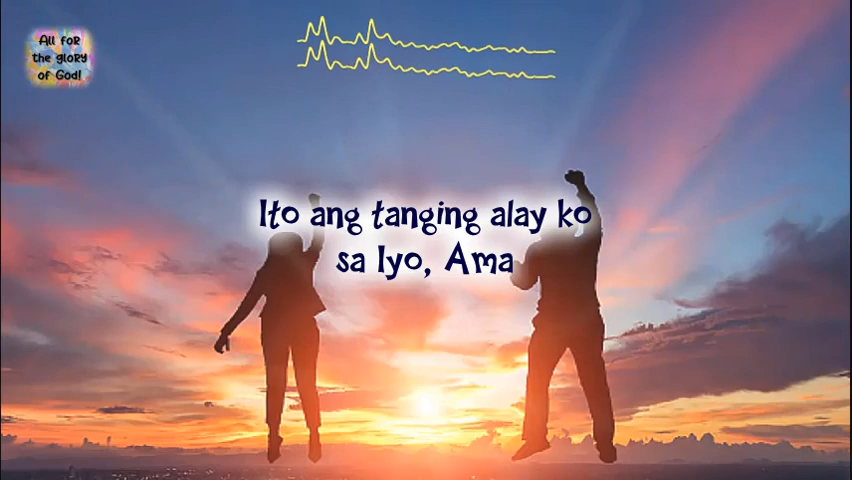 All for
the glory
of God!
Ito ang tanging alay ko
sa Iyo, Ama